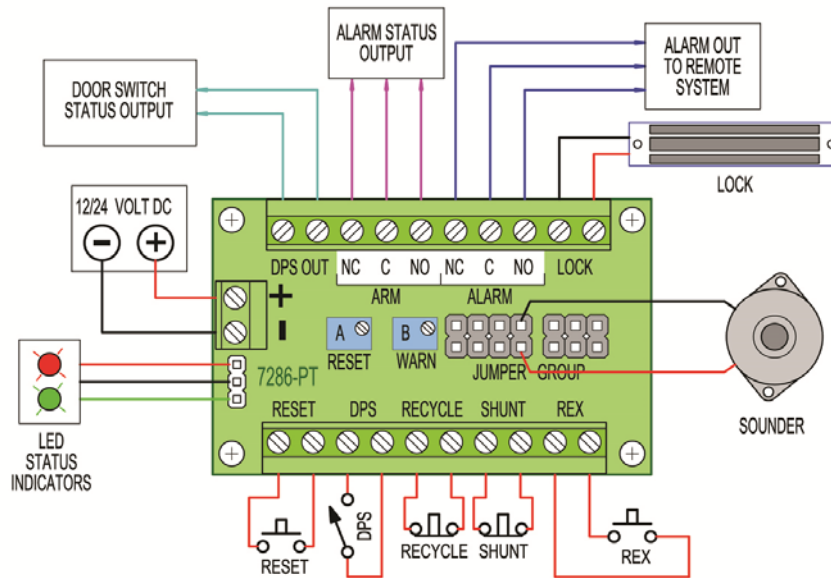 ALARM STATUS
OUTPUT
ALARM OUT
TO REMOTE
SYSTEM
DOOR SWITCH
STATUS OUTPUT
LOCK
12/24 VOLT DC
- +
DPS OUT NC C NO NC C NO LOCK
ARM ALARM
+
-
A B
RESET WARN
JUMPER GROUP
7286-PT
SOUNDER
RESET DPS RECYCLE SHUNT REX
LED
STATUS
INDICATORS
RESET
DPS
RECYCLE
SHUNT
REX